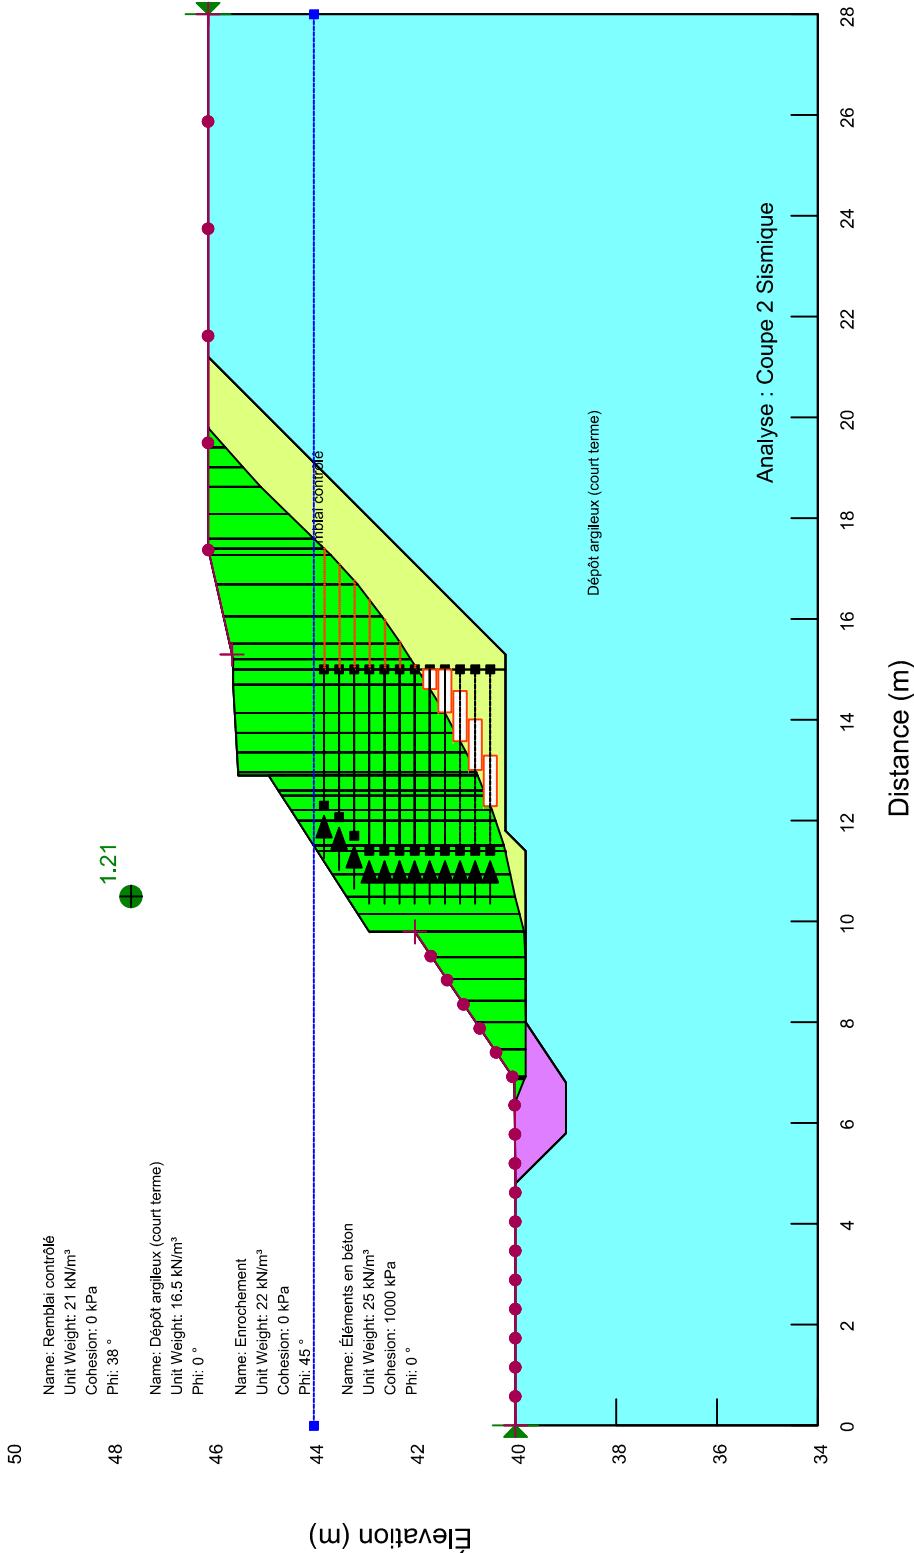 1.21
Name: Remblai contrôlé
Unit Weight: 21 kN/m³
Cohesion: 0 kPa
Phi: 38 °
Name: Dépôt argileux (court terme)
Unit Weight: 16.5 kN/m³
Phi: 0 °
Name: Enrochement
Unit Weight: 22 kN/m³
Cohesion: 0 kPa
Phi: 45 °
Name: Éléments en béton
Unit Weight: 25 kN/m³
Cohesion: 1000 kPa
Phi: 0 °
mblai contrôlé
Dépôt argileux (court terme)
Analyse : Coupe 2 Sismique
50
48
46
44
42
40
38
36
34
Élevation (m)
0 2 4 6 8 10 12 14 16 18 20 22 24 26 28
Distance (m)